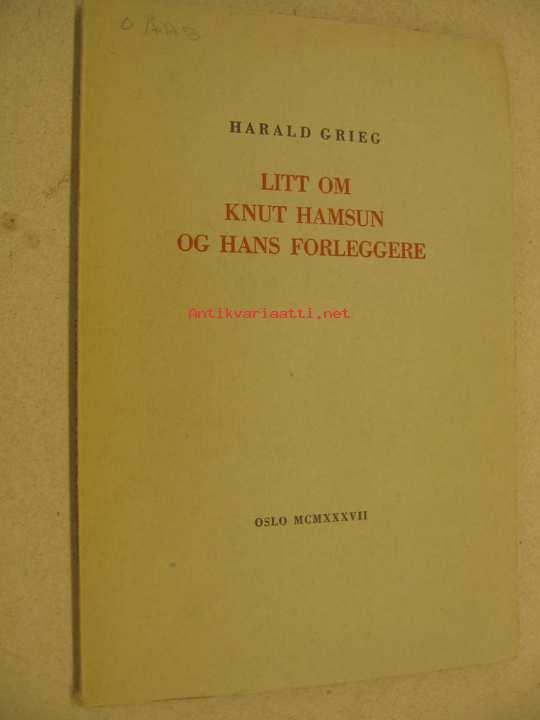 HARALD GRIEG
LITT OM
KNUT HAMSUN
OG HANS FORLEGGERE
Antikvariaatti.net
OSLO MCMXXXVII